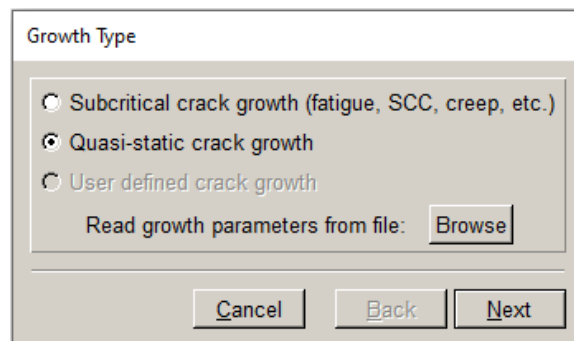 Growth Type
Subcritical crack growth (fatigue, SCC, creep, etc.)
Quasi-static crack growth
User defined crack growth
Read growth parameters from file: Browse
Cancel Back Next